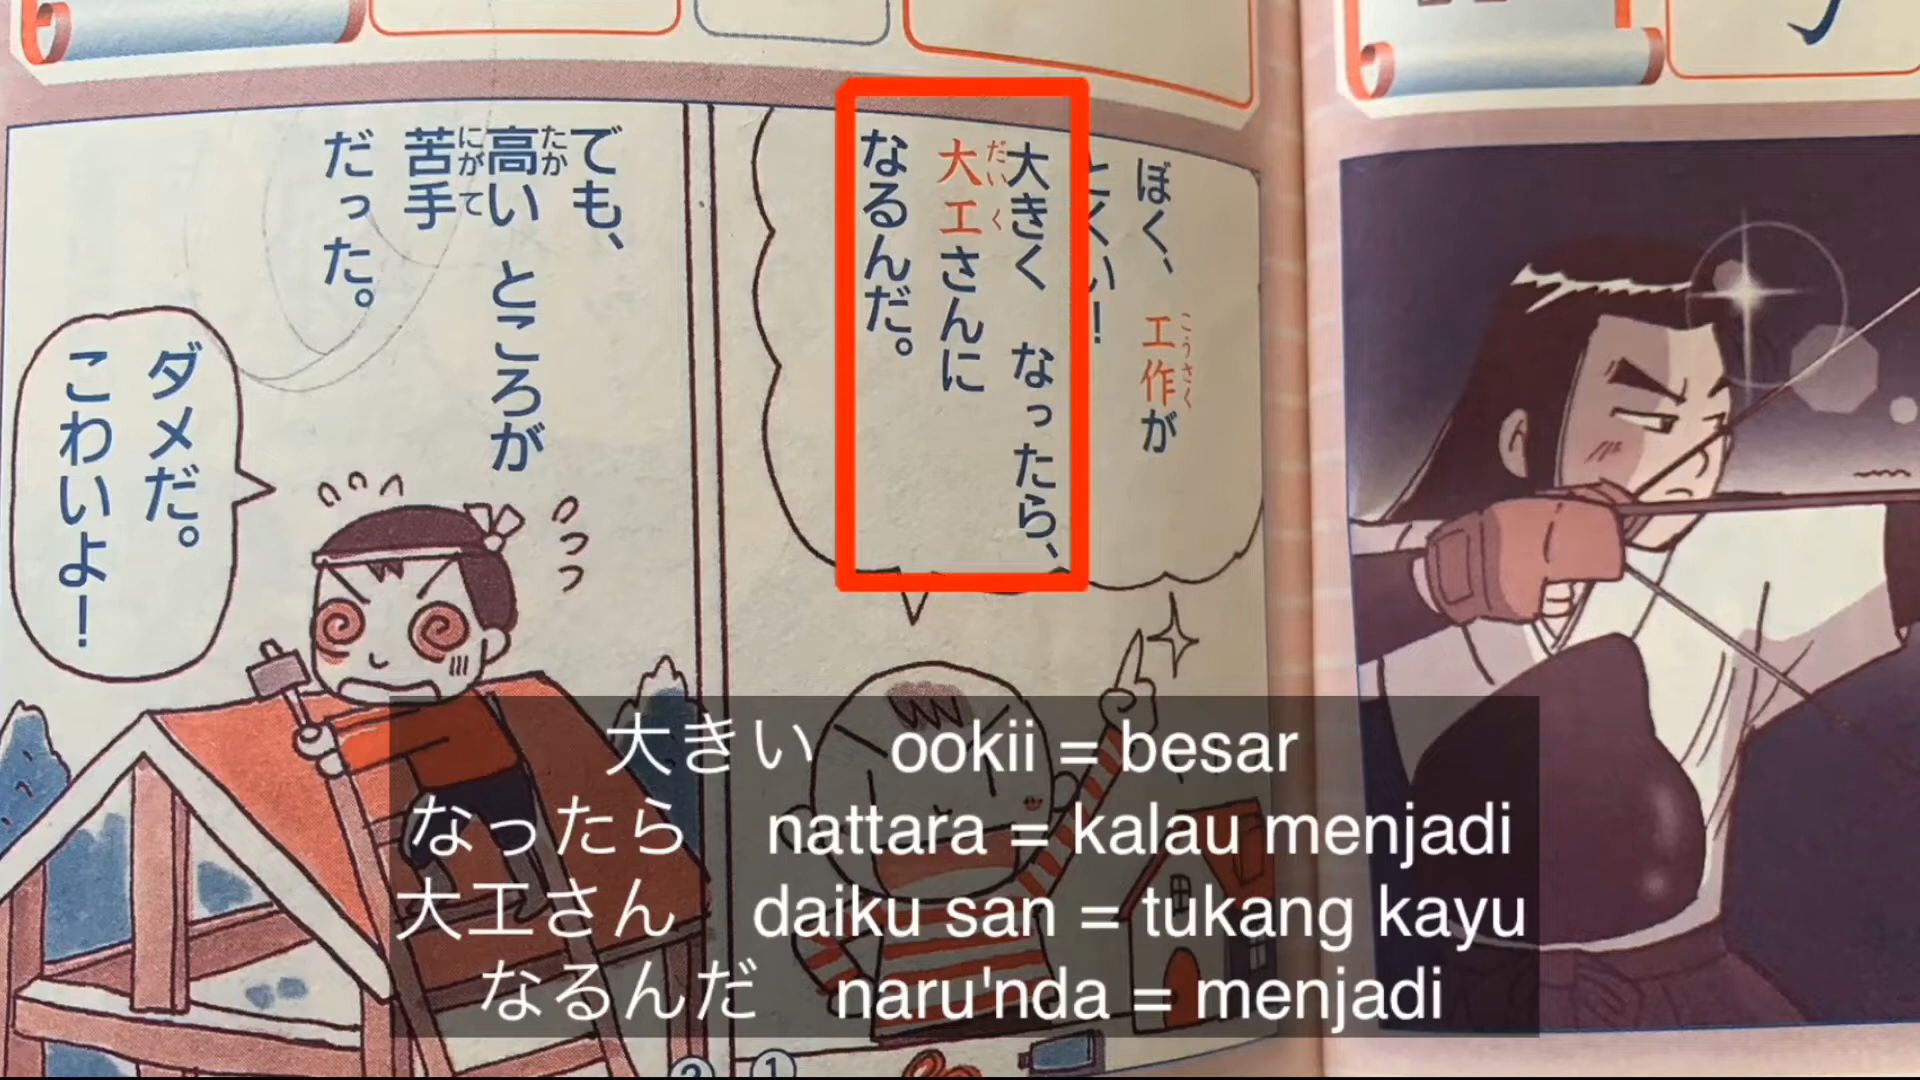 ぼく、工作が
とくい！
大きく なったら、
大工さんに
なるんだ。
でも、
高い ところが
苦手
だった。
ダメだ。
こわいよ！
大きい ookii = besar
なったら nattara = kalau menjadi
大工さん daiku san = tukang kayu
なるんだ naru'nda = menjadi
①